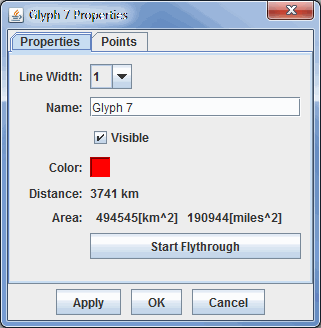 Glyph 7 Properties
Properties Points
Line Width: 1
Name: Glyph 7
Visible
Color:
Distance: 3741 km
Area: 494545[km^2] 190944[miles^2]
Start Flythrough
Apply OK Cancel